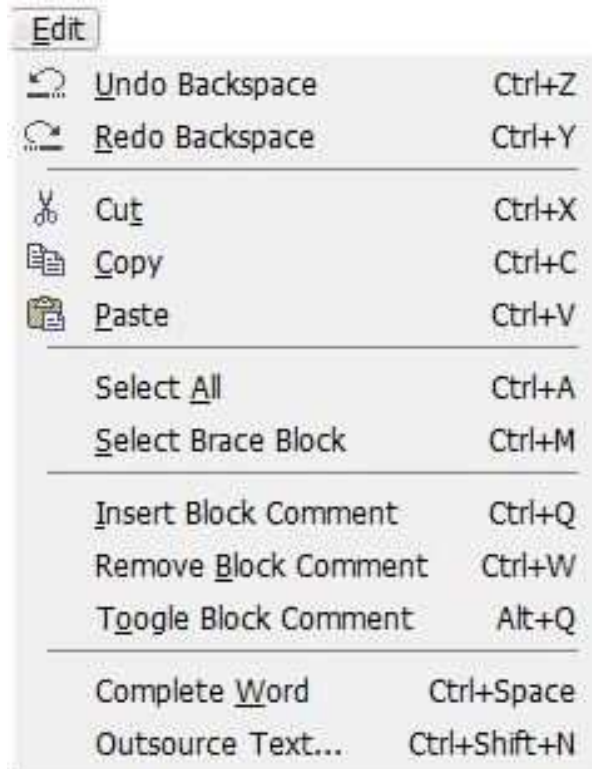 Edit
Undo Backspace Ctrl+Z
Redo Backspace Ctrl+Y
Cut Ctrl+X
Copy Ctrl+C
Paste Ctrl+V
Select All Ctrl+A
Select Brace Block Ctrl+M
Insert Block Comment Ctrl+Q
Remove Block Comment Ctrl+W
Toogle Block Comment Alt+Q
Complete Word Ctrl+Space
Outsource Text... Ctrl+Shift+N